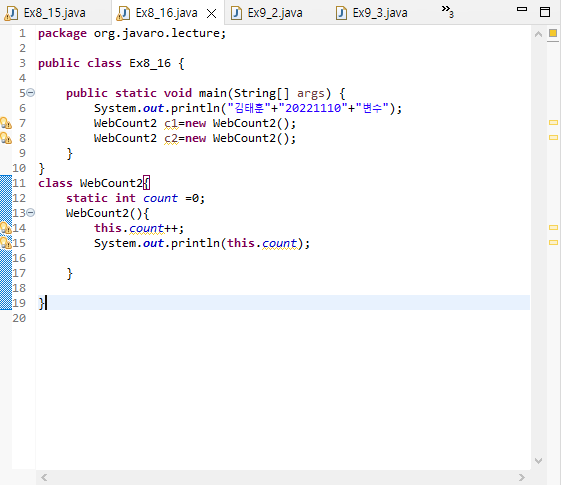 Ex8_15.java Ex8_16.java Ex9_2.java Ex9_3.java »3
1 package org.javaro.lecture;
2
3 public class Ex8_16 {
4
5 public static void main(String[] args) {
6 System.out.println("김태훈"+"20221110"+"변수");
7 WebCount2 c1=new WebCount2();
8 WebCount2 c2=new WebCount2();
9 }
10 }
11 class WebCount2{
12 static int count =0;
13 WebCount2(){
14 this.count++;
15 System.out.println(this.count);
16
17 }
18
19 }
20